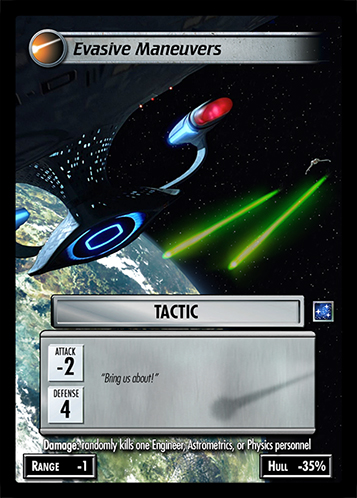 Evasive Maneuvers
TACTIC
ATTACK
-2
"Bring us about!"
DEFENSE
4
Damage: randomly kills one Engineer, Astrometrics, or Physics personnel
RANGE -1
HULL -35%